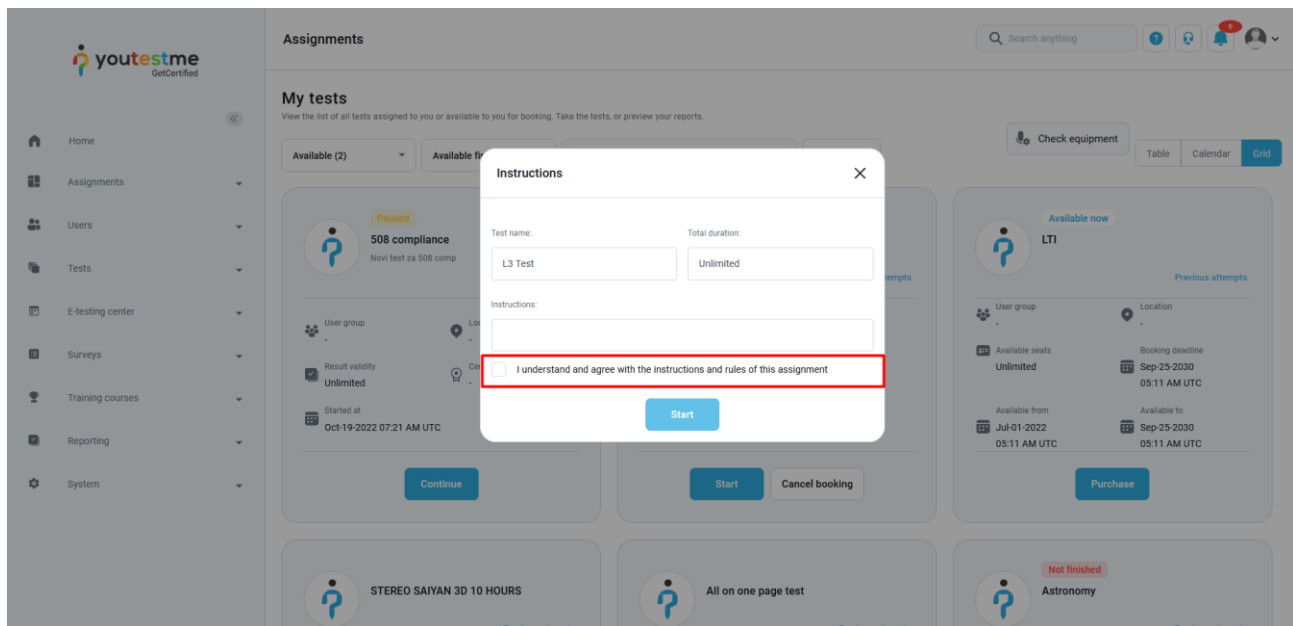 youtestme
GetCertified
Home
Assignments
Users
Tests
E-testing center
Surveys
Training courses
Reporting
System
Assignments
Search anything
My tests
View the list of all tests assigned to you or available to you for booking. Take the tests, or preview your reports.
Available (2)
Available
Check equipment
Table Calendar Grid
Paused
508 compliance
Novi test za 508 comp
User group
-
-
Result validity
Unlimited
-
Started at
Oct-19-2022 07:21 AM UTC
Continue
Instructions
Test name:
Total duration:
L3 Test
Unlimited
Instructions:
I understand and agree with the instructions and rules of this assignment
Start
Start
Cancel booking
Available now
LTI
Previous attempts
User group
-
Location
-
Available seats
Unlimited
Booking deadline
Sep-25-2030
05:11 AM UTC
Available from
Jul-01-2022
05:11 AM UTC
Available to
Sep-25-2030
05:11 AM UTC
Purchase
STEREO SAIYAN 3D 10 HOURS
All on one page test
Not finished
Astronomy